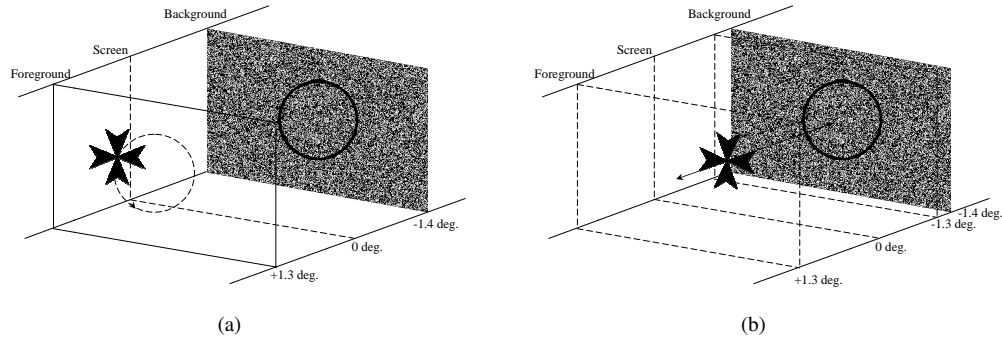 Background
Screen
Foreground
-1.4 deg.
0 deg.
+1.3 deg.
(a)
Background
Screen
Foreground
-1.4 deg.
-1.3 deg.
0 deg.
+1.3 deg.
(b)